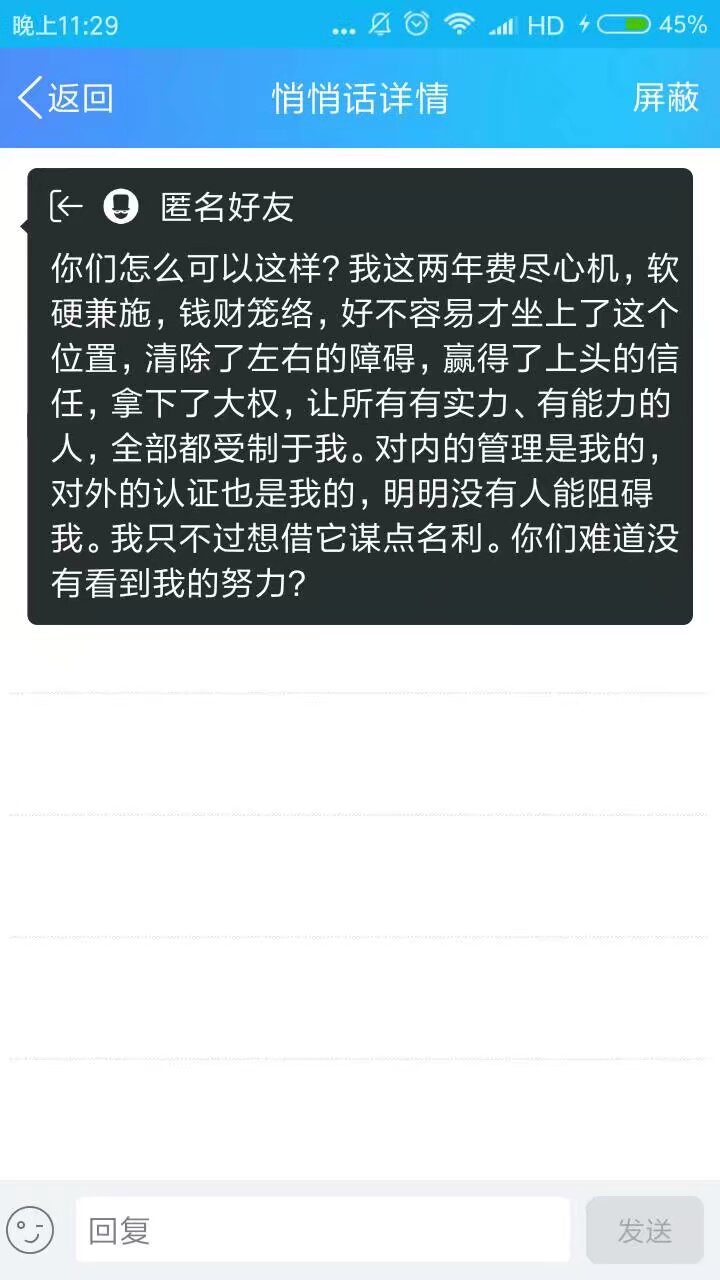 晚上11:29
... HD 45%
返回 悄悄话详情 屏蔽
匿名好友
你们怎么可以这样?我这两年费尽心机,软
硬兼施,钱财笼络,好不容易才坐上了这个
位置,清除了左右的障碍,赢得了上头的信
任,拿下了大权,让所有有实力、有能力的
人,全部都受制于我。对内的管理是我的,
对外的认证也是我的,明明没有人能阻碍
我。我只不过想借它谋点名利。你们难道没
有看到我的努力?
回复 发送